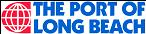 THE PORT OF
LONG BEACH